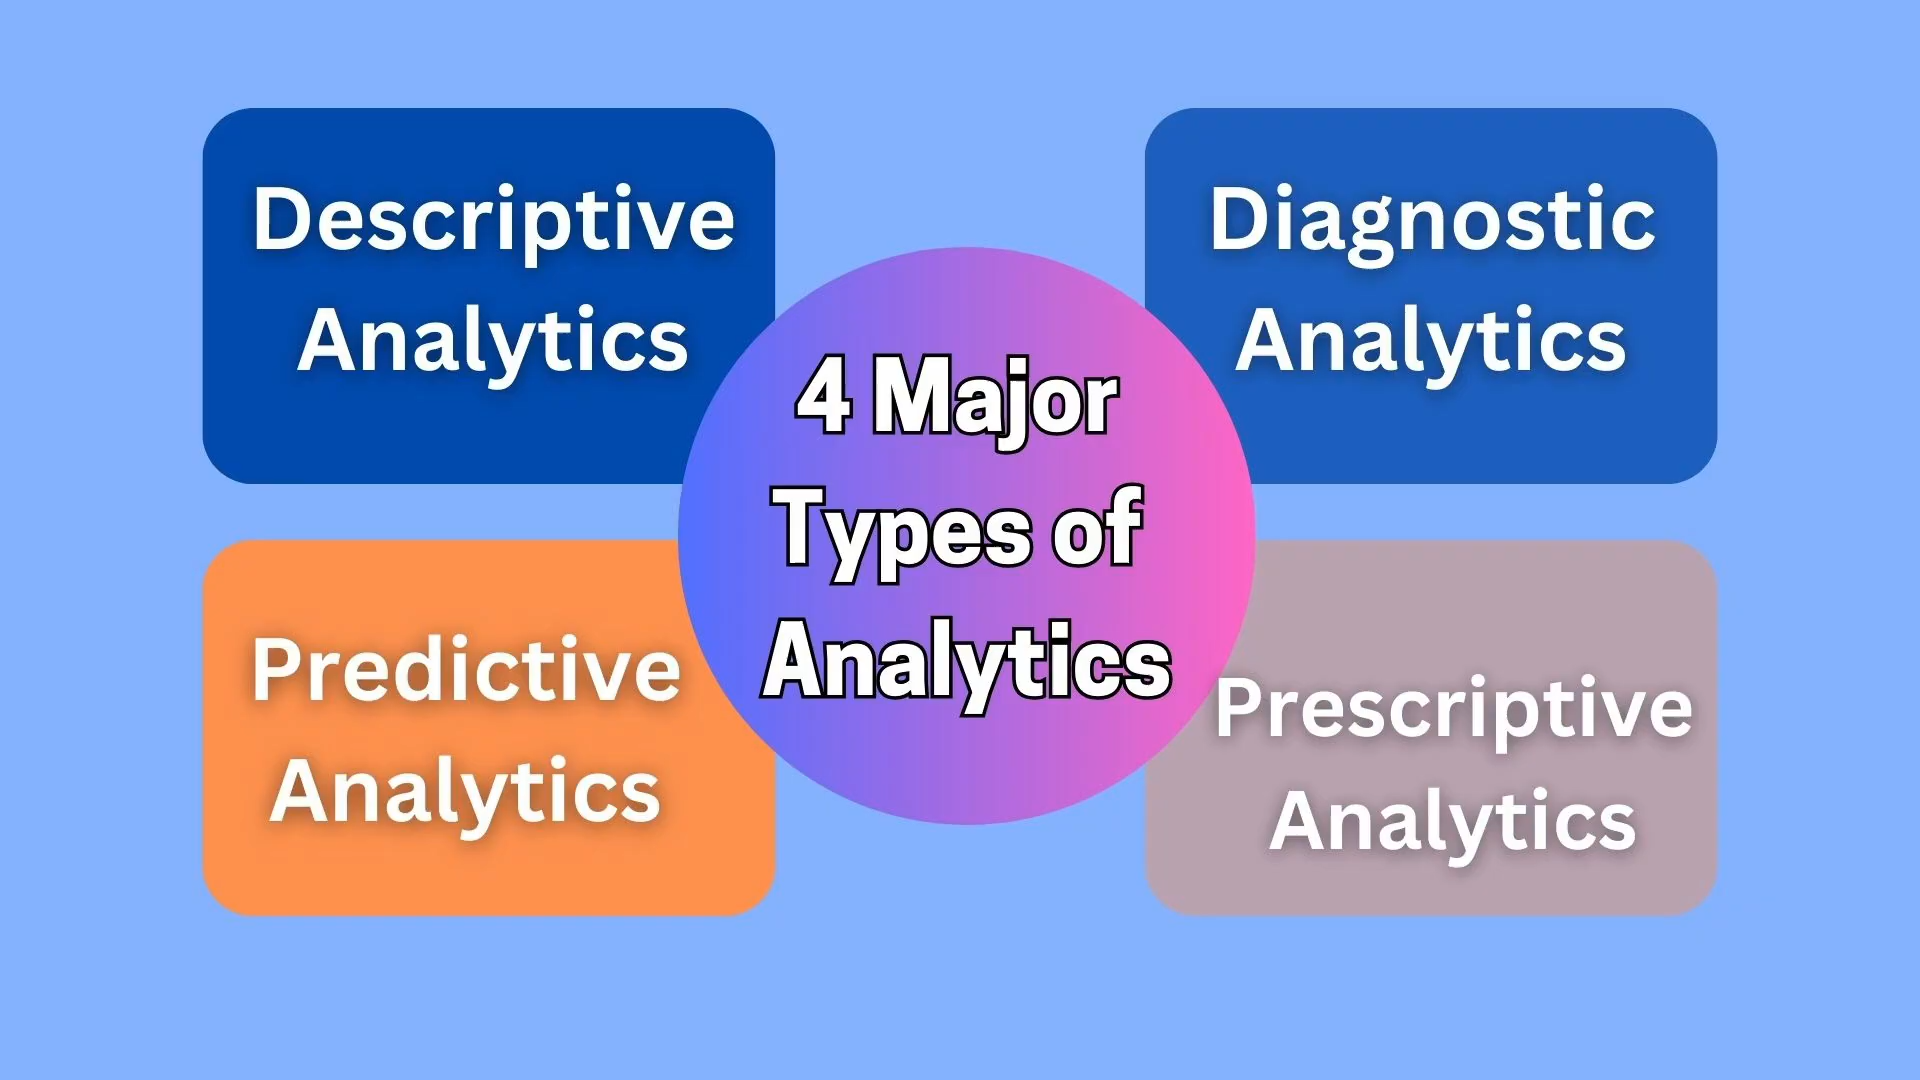 Descriptive
Analytics
Diagnostic
Analytics
4 Major
Types of
Analytics
Predictive
Analytics
Prescriptive
Analytics